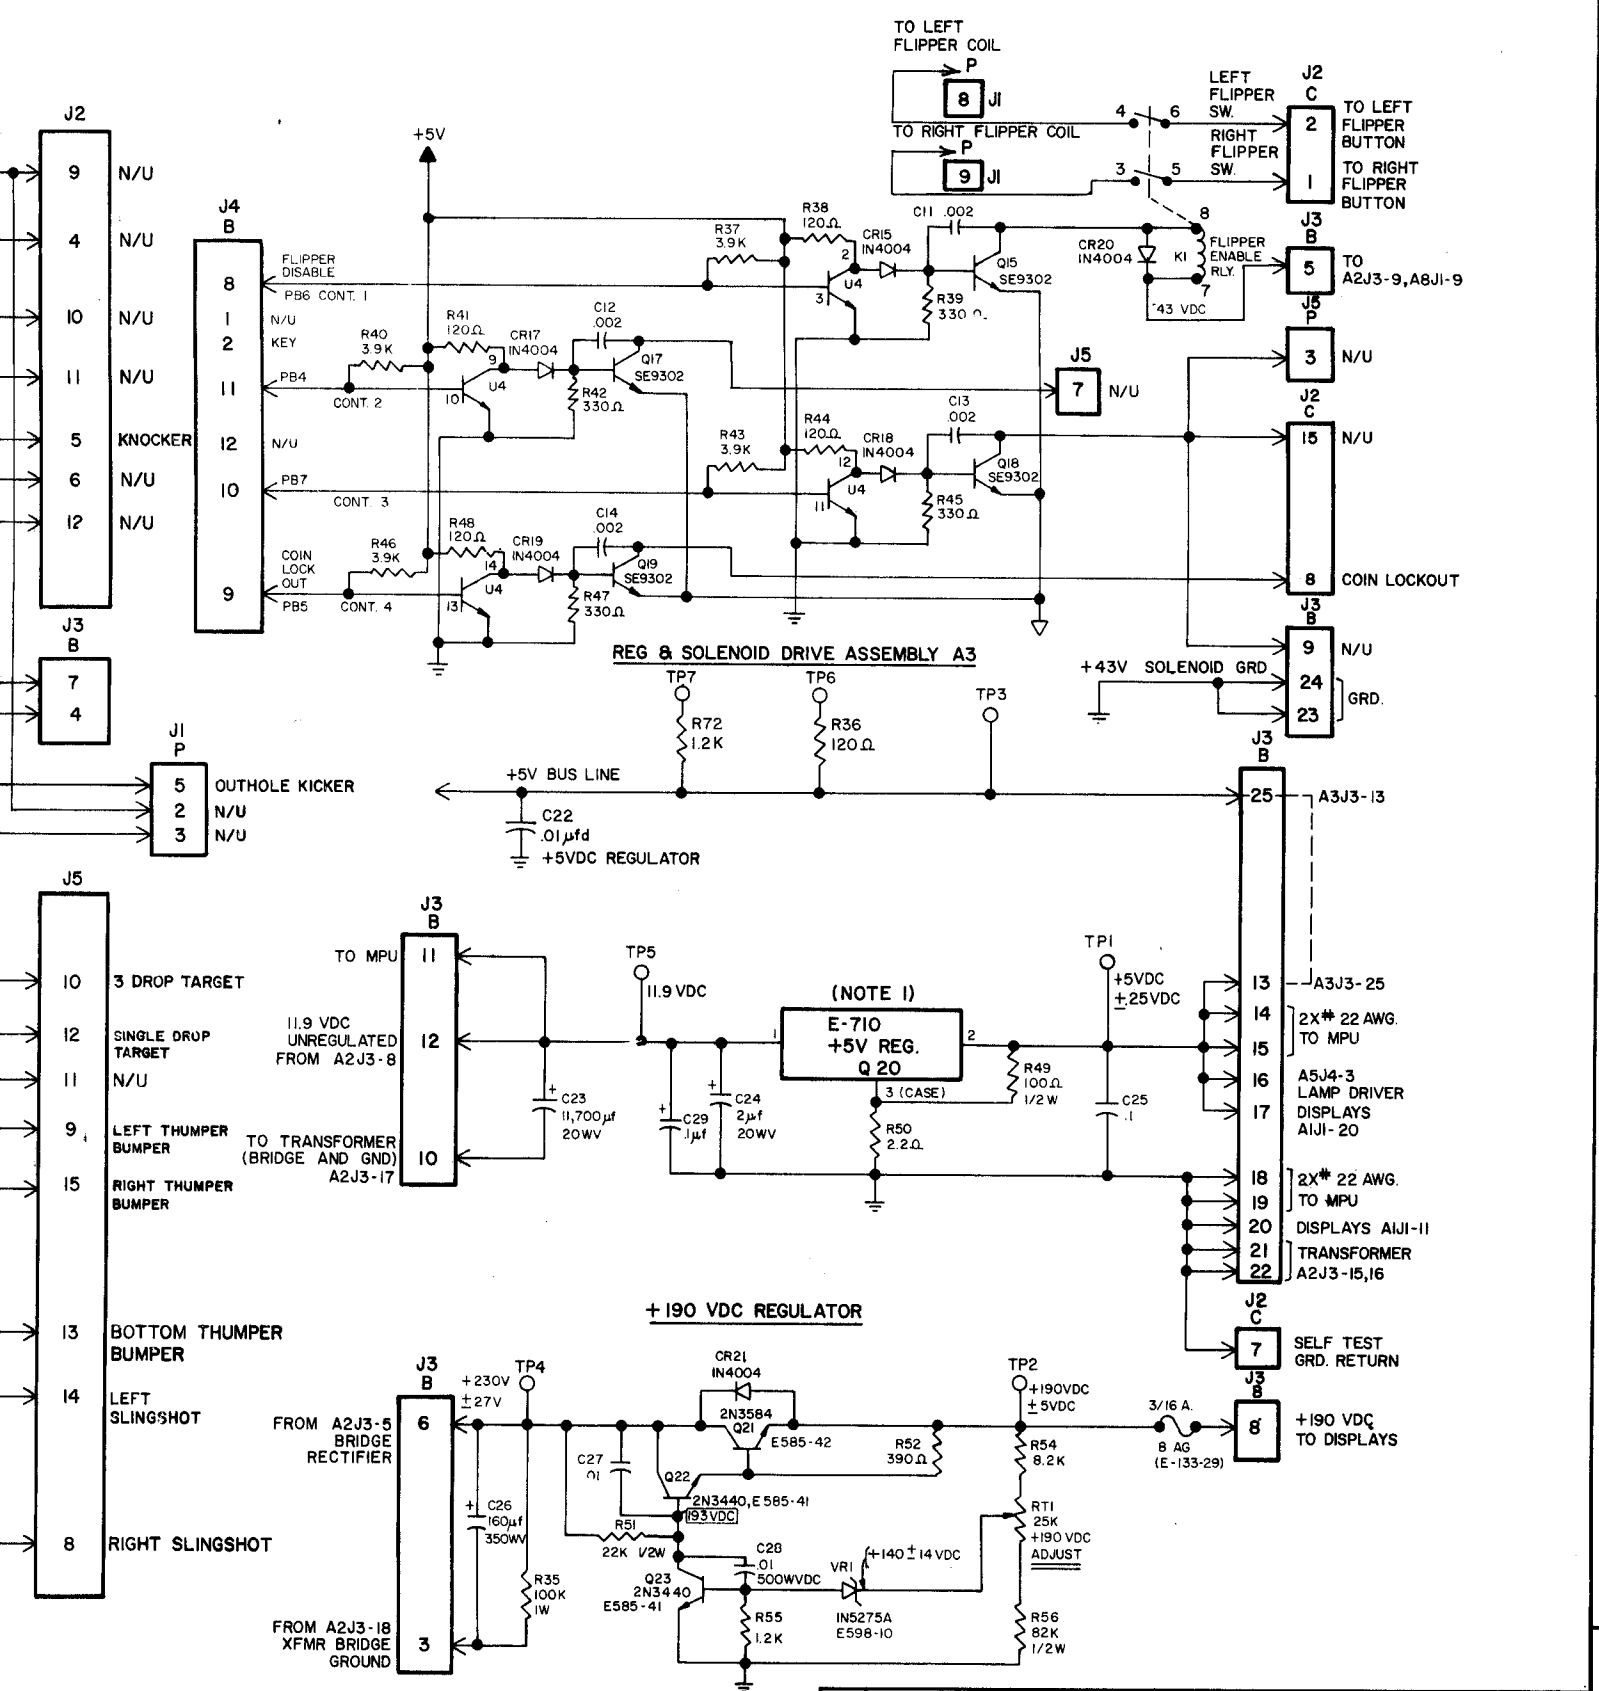 TO LEFT
FLIPPER COIL
P
8 J1
TO RIGHT FLIPPER COIL
P
9 J1
4
6
3
5
LEFT
FLIPPER
SW.
RIGHT
FLIPPER
SW.
J2
C
2
1
TO LEFT
FLIPPER
BUTTON
TO RIGHT
FLIPPER
BUTTON
J2
9 N/U
4 N/U
10 N/U
11 N/U
5 KNOCKER
6 N/U
12 N/U
J3
B
7
4
J4
B
8
FLIPPER
DISABLE
PB6 CONT. 1
1 N/U
2 KEY
11 PB4
CONT. 2
12 N/U
10 PB7
CONT. 3
COIN
LOCK
OUT
9 PB5
CONT. 4
+5V
R40
3.9K
R41
120Ω
9
10
U4
CR17
IN4004
C12
.002
R42
330Ω
Q17
SE9302
R37
3.9K
R38
120Ω
2
3
U4
CR15
IN4004
C11 .002
R39
330Ω
Q15
SE9302
CR20
IN4004
8
K1
7
FLIPPER
ENABLE
RLY.
43 VDC
J3
B
5
TO
A2J3-9,A8J1-9
J5
P
3 N/U
J5
7 N/U
J2
C
15 N/U
8 COIN LOCKOUT
R43
3.9K
R44
120Ω
12
11
U4
CR18
IN4004
C13
.002
R45
330Ω
Q18
SE9302
R46
3.9K
R48
120Ω
14
13
U4
CR19
IN4004
C14
.002
R47
330Ω
Q19
SE9302
J3
B
9 N/U
24
23
GRD.
+43V SOLENOID GRD
REG & SOLENOID DRIVE ASSEMBLY A3
TP7
R72
1.2K
TP6
R36
120Ω
TP3
+5V BUS LINE
C22
.01µfd
+5VDC REGULATOR
J1
P
5 OUTHOLE KICKER
2 N/U
3 N/U
J3
B
25 A3J3-13
13 A3J3-25
14
15
2X# 22 AWG.
TO MPU
16 A5J4-3
LAMP DRIVER
17 DISPLAYS
A1J1-20
18
19
2X# 22 AWG.
TO MPU
20 DISPLAYS A1J1-11
21
22
TRANSFORMER
A2J3-15,16
J5
10 3 DROP TARGET
12 SINGLE DROP
TARGET
11 N/U
9 LEFT THUMPER
BUMPER
15 RIGHT THUMPER
BUMPER
13 BOTTOM THUMPER
BUMPER
14 LEFT
SLINGSHOT
8 RIGHT SLINGSHOT
J3
B
TO MPU 11
11.9 VDC
UNREGULATED
FROM A2J3-8
12
TO TRANSFORMER
(BRIDGE AND GND)
A2J3-17
10
+
C23
11,700µf
20WV
TP5
11.9 VDC
+
C29
.1µf
+
C24
2µf
20WV
(NOTE 1)
1
E-710
+5V REG.
Q 20
2
3 (CASE)
R50
2.2Ω
R49
100Ω
1/2W
TP1
+5VDC
±.25VDC
C25
.1
J2
C
7
SELF TEST
GRD. RETURN
+190 VDC REGULATOR
J3
B
6
FROM A2J3-5
BRIDGE
RECTIFIER
3
FROM A2J3-18
XFMR BRIDGE
GROUND
+230V
±27V
TP4
+
C26
160µf
350WV
R35
100K
1W
C27
.01
R51
22K 1/2W
CR21
IN4004
2N3584
Q21
E585-42
Q22
2N3440,E585-41
193VDC
Q23
2N3440
E585-41
C28
.01
500WVDC
R55
1.2K
VR1
+140±14VDC
IN5275A
E598-10
R52
390Ω
TP2
+190VDC
±5VDC
R54
8.2K
RT1
25K
+190 VDC
ADJUST
R56
82K
1/2W
3/16 A.
8 AG
(E-133-29)
J3
B
8
+190 VDC
TO DISPLAYS